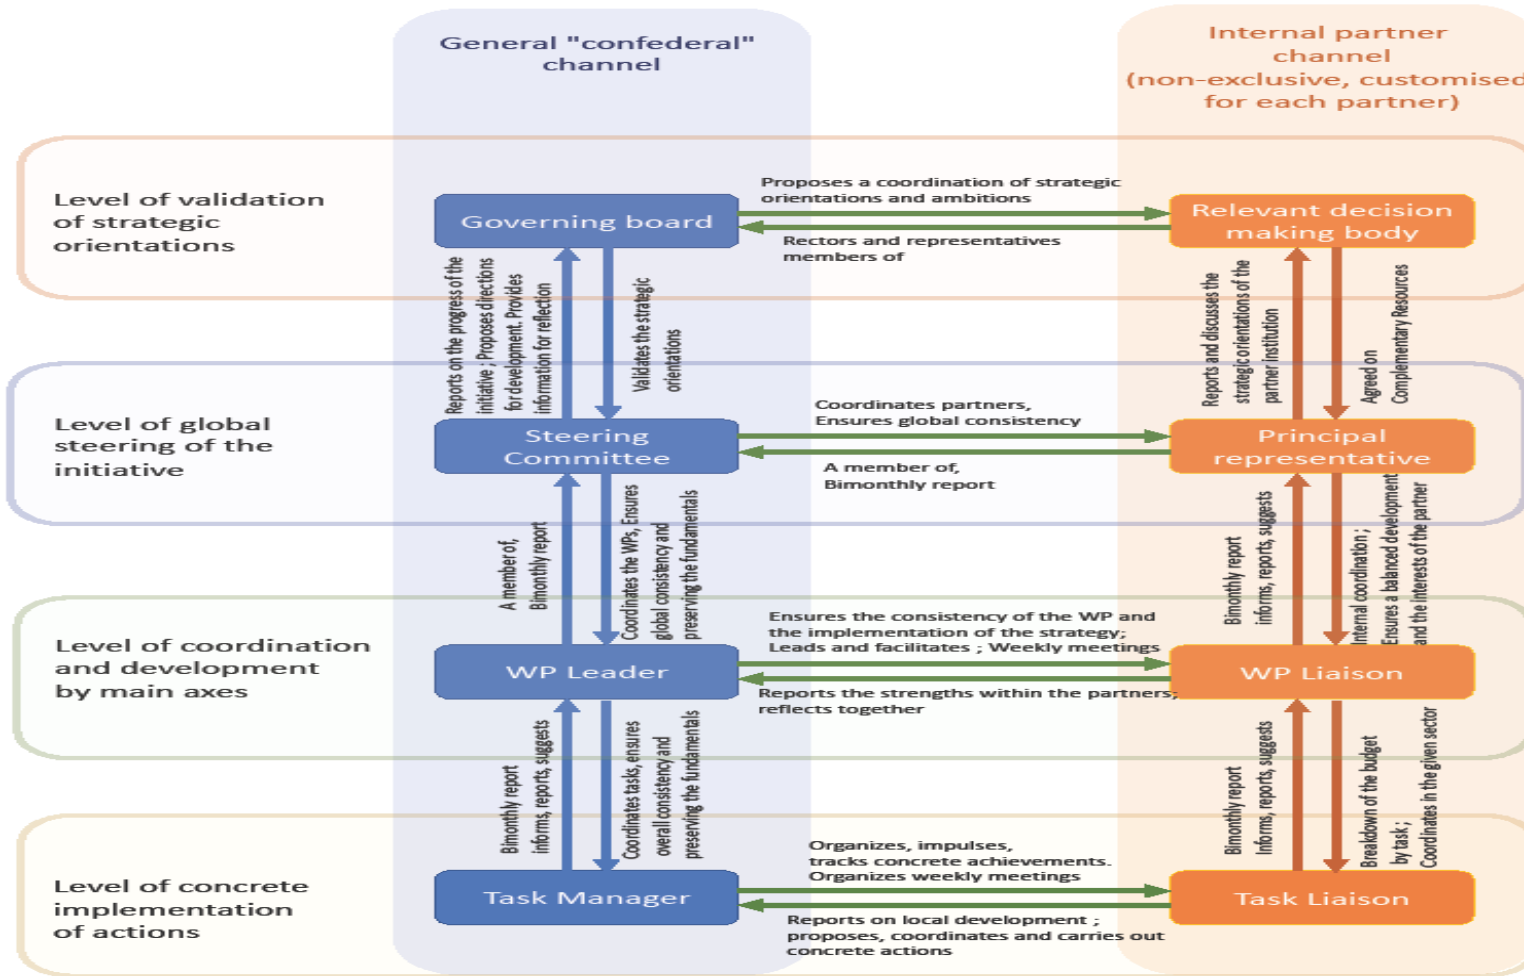 General "confederal"
channel
Internal partner
channel
(non-exclusive, customised
for each partner)
Level of validation
of strategic
orientations
Governing board
Proposes a coordination of strategic
orientations and ambitions
Rectors and representatives
members of
Relevant decision
making body
Reports on the progress of the
initiative ; Proposes directions
for development. Provides
information for reflection
Validates the strategic
orientations
Reports and discusses the
strategic orientations of the
partner institution
Agreed on
Complementary Resources
Level of global
steering of the
initiative
Steering
Committee
Coordinates partners,
Ensures global consistency
A member of,
Bimonthly report
Principal
representative
A member of,
Bimonthly report
Coordinates the WPs, Ensures
global consistency and
preserving the fundamentals
Bimonthly report
informs, reports, suggests
Internal coordination ;
Ensures a balanced development
and the interests of the partner
Level of coordination
and development
by main axes
WP Leader
Ensures the consistency of the WP and
the implementation of the strategy;
Leads and facilitates ; Weekly meetings
Reports the strengths within the partners;
reflects together
WP Liaison
Bimonthly report
informs, reports, suggests
Coordinates tasks, ensures
overall consistency and
preserving the fundamentals
Bimonthly report
Informs, reports, suggests
Breakdown of the budget
by task ;
Coordinates in the given sector
Level of concrete
implementation
of actions
Task Manager
Organizes, impulses,
tracks concrete achievements.
Organizes weekly meetings
Reports on local development ;
proposes, coordinates and carries out
concrete actions
Task Liaison